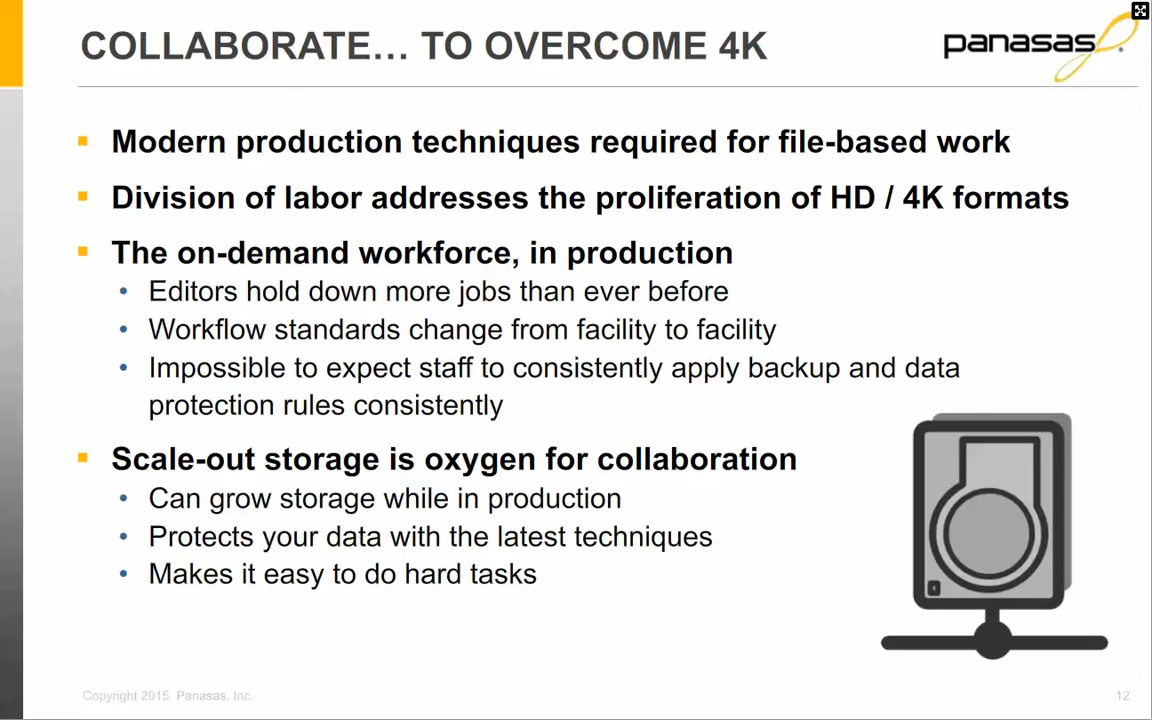 COLLABORATE… TO OVERCOME 4K
panasas
Modern production techniques required for file-based work
Division of labor addresses the proliferation of HD / 4K formats
The on-demand workforce, in production
Editors hold down more jobs than ever before
Workflow standards change from facility to facility
Impossible to expect staff to consistently apply backup and data
protection rules consistently
Scale-out storage is oxygen for collaboration
Can grow storage while in production
Protects your data with the latest techniques
Makes it easy to do hard tasks
Copyright 2015 Panasas, Inc.
12